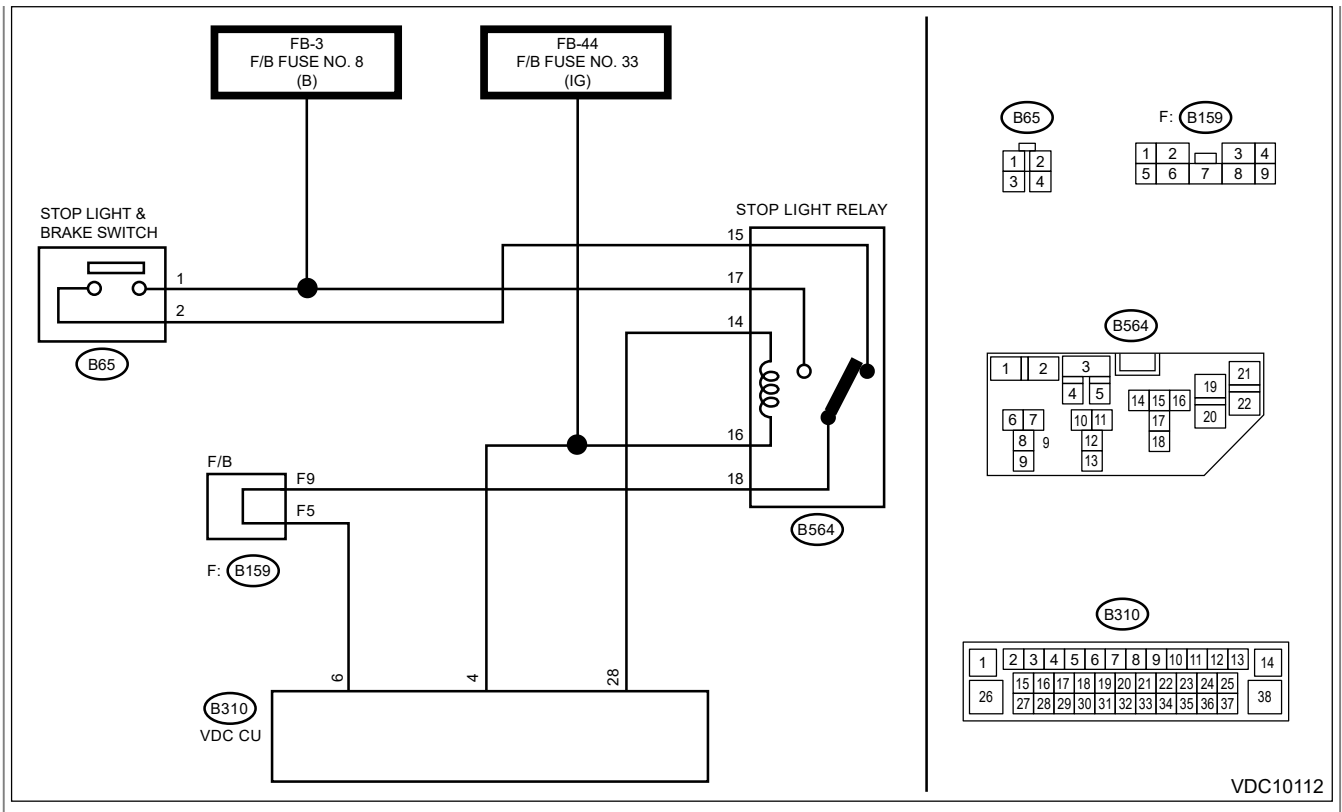 FB-3
F/B FUSE NO. 8
(B)
FB-44
F/B FUSE NO. 33
(IG)
STOP LIGHT &
BRAKE SWITCH
1
2
B65
STOP LIGHT RELAY
15
17
14
16
18
B564
F/B
F9
F5
F: B159
6
4
28
B310
VDC CU
B65
1 2
3 4
F: B159
1 2 3 4
5 6 7 8 9
B564
1 2 3 21
4 5 14 15 16 19 22
6 7 10 11 17 20
8 9 12 18
9 13
B310
1 2 3 4 5 6 7 8 9 10 11 12 13 14
15 16 17 18 19 20 21 22 23 24 25
26 27 28 29 30 31 32 33 34 35 36 37 38
VDC10112